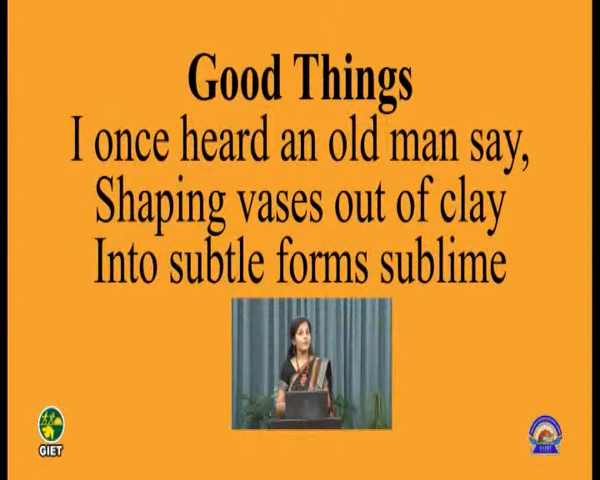 Good Things
I once heard an old man say,
Shaping vases out of clay
Into subtle forms sublime
GIET